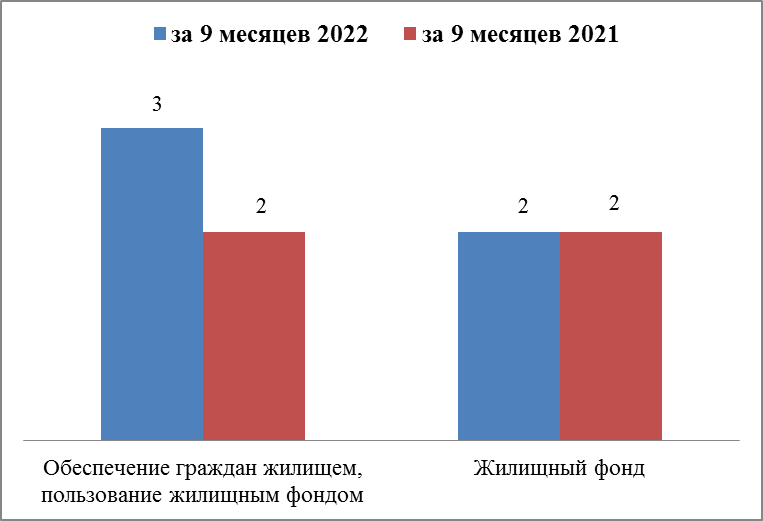 за 9 месяцев 2022 за 9 месяцев 2021
3
2
2
2
Обеспечение граждан жилищем,
пользование жилищным фондом
Жилищный фонд